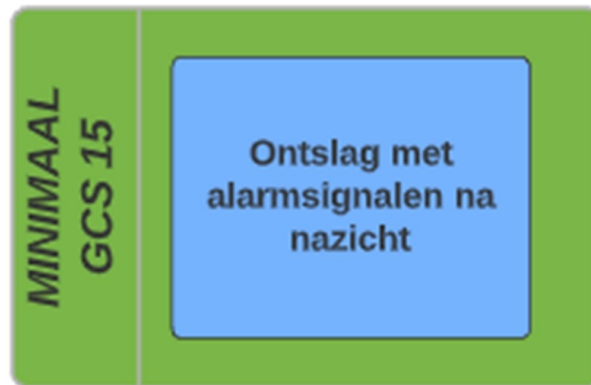 MINIMAAL
GCS 15
Ontslag met
alarmsignalen na
nazicht